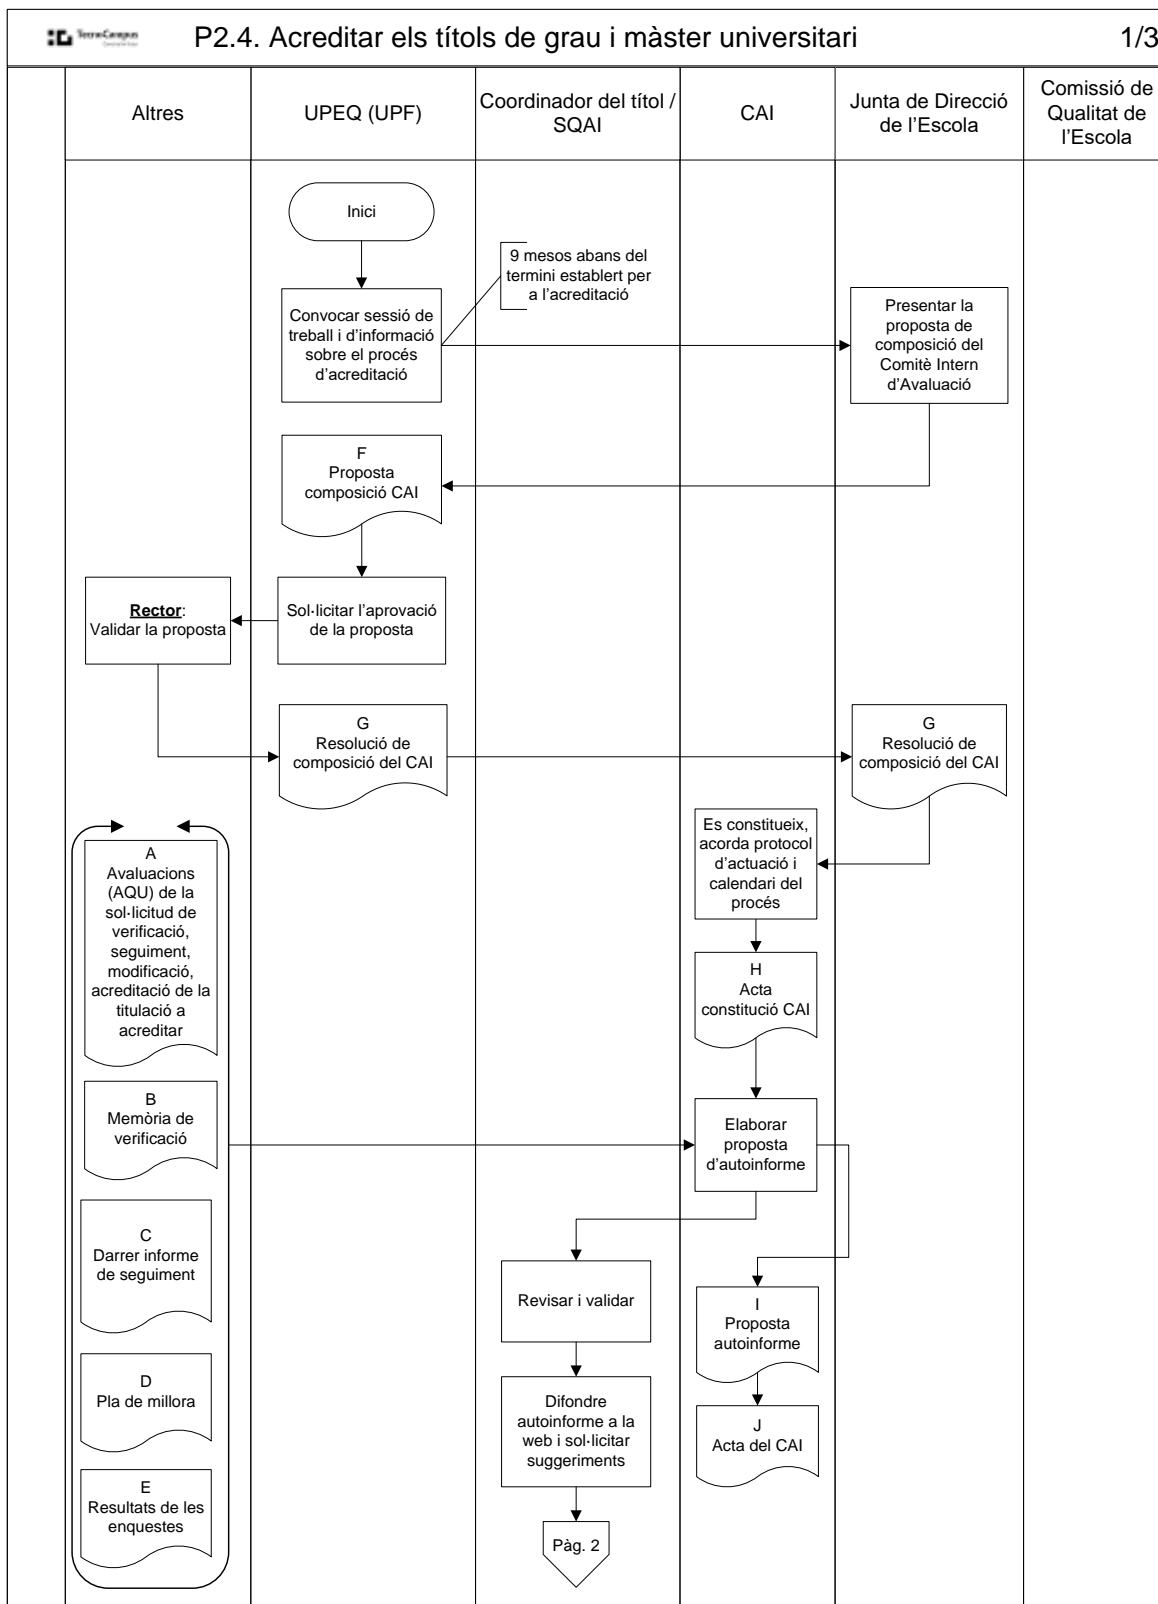 TecnoCampus
P2.4. Acreditar els títols de grau i màster universitari
1/3
Altres
UPEQ (UPF)
Coordinador del títol /
SQAI
CAI
Junta de Direcció
de l'Escola
Comissió de
Qualitat de
l'Escola
Inici
9 mesos abans del
termini establert per
a l'acreditació
Convocar sessió de
treball i d'informació
sobre el procés
d'acreditació
Presentar la
proposta de
composició del
Comitè Intern
d'Avaluació
F
Proposta
composició CAI
Rector:
Validar la proposta
Sol·licitar l'aprovació
de la proposta
G
Resolució de
composició del CAI
G
Resolució de
composició del CAI
Es constitueix,
acorda protocol
d'actuació i
calendari del
procés
A
Avaluacions
(AQU) de la
sol·licitud de
verificació,
seguiment,
modificació,
acreditació de la
titulació a
acreditar
H
Acta
constitució CAI
B
Memòria de
verificació
Elaborar
proposta
d'autoinforme
C
Darrer informe
de seguiment
Revisar i validar
I
Proposta
autoinforme
D
Pla de millora
Difondre
autoinforme a la
web i sol·licitar
suggeriments
J
Acta del CAI
E
Resultats de les
enquestes
Pàg. 2